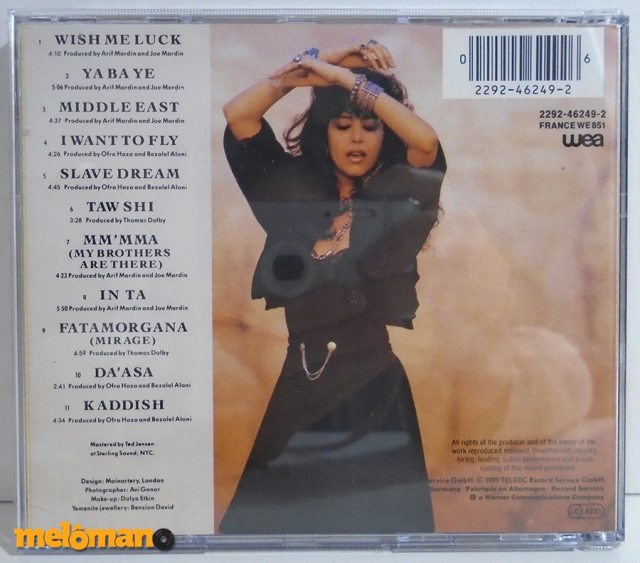 1 WISH ME LUCK
4:10 Produced by Arif Mardin and Joe Mardin
2 YA BA YE
5:06 Produced by Arif Mardin and Joe Mardin
3 MIDDLE EAST
4:37 Produced by Arif Mardin and Joe Mardin
4 I WANT TO FLY
4:26 Produced by Ofra Haza and Bezalel Aloni
5 SLAVE DREAM
4:45 Produced by Ofra Haza and Bezalel Aloni
6 TAW SHI
3:28 Produced by Thomas Dolby
7 MM'MMA
(MY BROTHERS
ARE THERE)
4:23 Produced by Arif Mardin and Joe Mardin
8 IN TA
5:50 Produced by Arif Mardin and Joe Mardin
9 FATAMORGANA
(MIRAGE)
4:59 Produced by Thomas Dolby
10 DA'ASA
2:41 Produced by Ofra Haza and Bezalel Aloni
11 KADDISH
4:34 Produced by Ofra Haza and Bezalel Aloni
Mastered by Ted Jensen
at Sterling Sound; NYC.
Design: Mainartery, London
Photographer: Avi Ganor
Make-up: Dalya Etkin
Yemenite jewellery: Benzion David
0 6
2292-46249-2
2292-46249-2
FRANCE WE 851
wea
All rights of the producer and of the owner of the
work reproduced reserved. Unauthorized copying,
hiring, lending, public performance and broad-
casting of this record prohibited.
Service GmbH. © 1989 TELDEC Record Service GmbH.
Germany / Fabriqué en Allemagne Record Service
a Warner Communications Company
LC 4281
melōmano